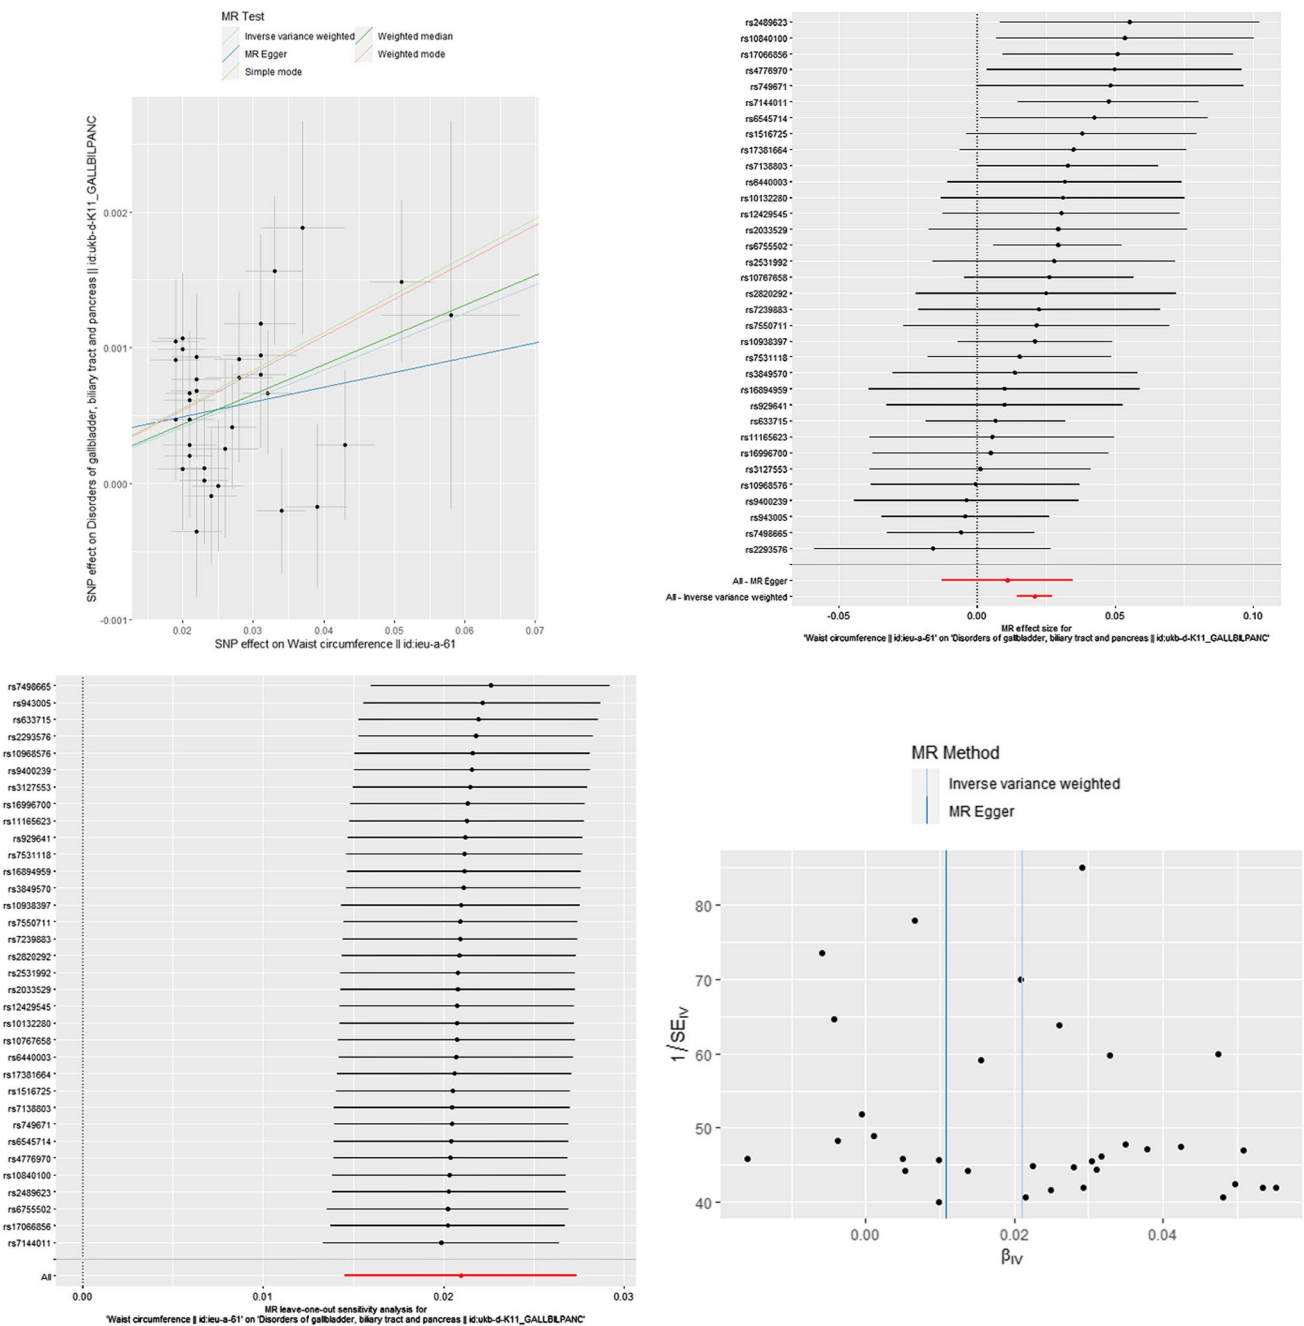 MR Test
Inverse variance weighted
Weighted median
MR Egger
Weighted mode
Simple mode
SNP effect on Disorders of gallbladder, biliary tract and pancreas || id:ukb-d-K11_GALLBILPANC
0.002
0.001
0.000
-0.001
0.02 0.03 0.04 0.05 0.06 0.07
SNP effect on Waist circumference || id:ieu-a-61
rs2489623
rs10840100
rs17066856
rs4776970
rs749671
rs7144011
rs6545714
rs1516725
rs17381664
rs7138803
rs6440003
rs10132280
rs12429545
rs2033529
rs6755502
rs2531992
rs10767658
rs2820292
rs7239883
rs7550711
rs10938397
rs7531118
rs3849570
rs16894959
rs929641
rs633715
rs11165623
rs16996700
rs3127553
rs10968576
rs9400239
rs943005
rs7498665
rs2293576
All - MR Egger
All - Inverse variance weighted
-0.05 0.00 0.05 0.10
MR effect size for
'Waist circumference || id:ieu-a-61' on 'Disorders of gallbladder, biliary tract and pancreas || id:ukb-d-K11_GALLBILPANC'
rs7498665
rs943005
rs633715
rs2293576
rs10968576
rs9400239
rs3127553
rs16996700
rs11165623
rs929641
rs7531118
rs16894959
rs3849570
rs10938397
rs7550711
rs7239883
rs2820292
rs2531992
rs2033529
rs12429545
rs10132280
rs10767658
rs6440003
rs17381664
rs1516725
rs7138803
rs749671
rs6545714
rs4776970
rs10840100
rs2489623
rs6755502
rs17066856
rs7144011
All
0.00 0.01 0.02 0.03
MR leave-one-out sensitivity analysis for
'Waist circumference || id:ieu-a-61' on 'Disorders of gallbladder, biliary tract and pancreas || id:ukb-d-K11_GALLBILPANC'
MR Method
Inverse variance weighted
MR Egger
1/SE_IV
80
70
60
50
40
0.00 0.02 0.04
β_IV